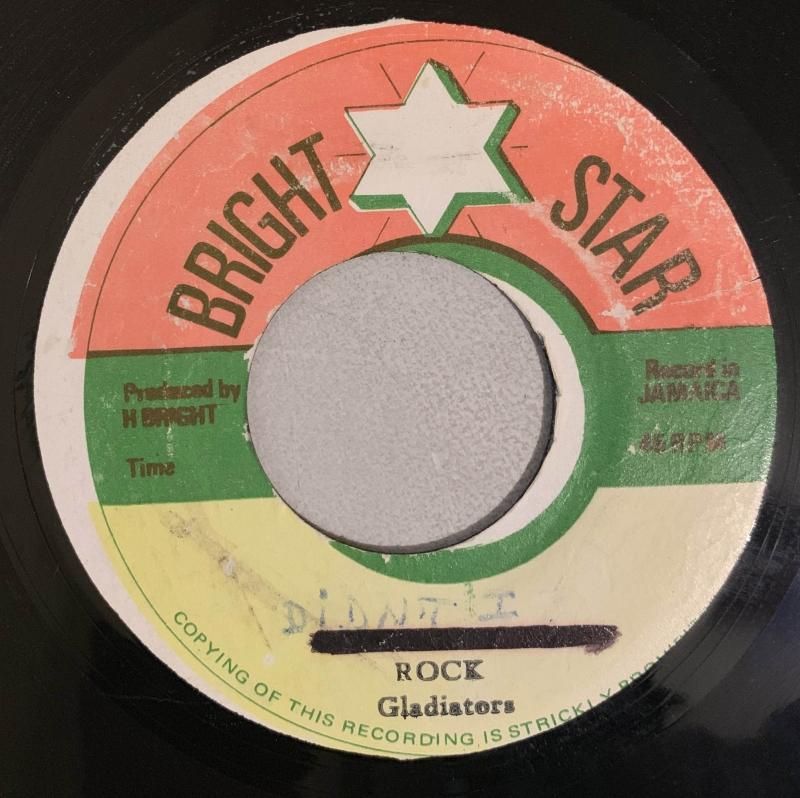 BRIGHT STAR
Produced by
H BRIGHT
Time
Record in
JAMAICA
45 RPM
ROCK
Gladiators
COPYING OF THIS RECORDING IS STRICKLY